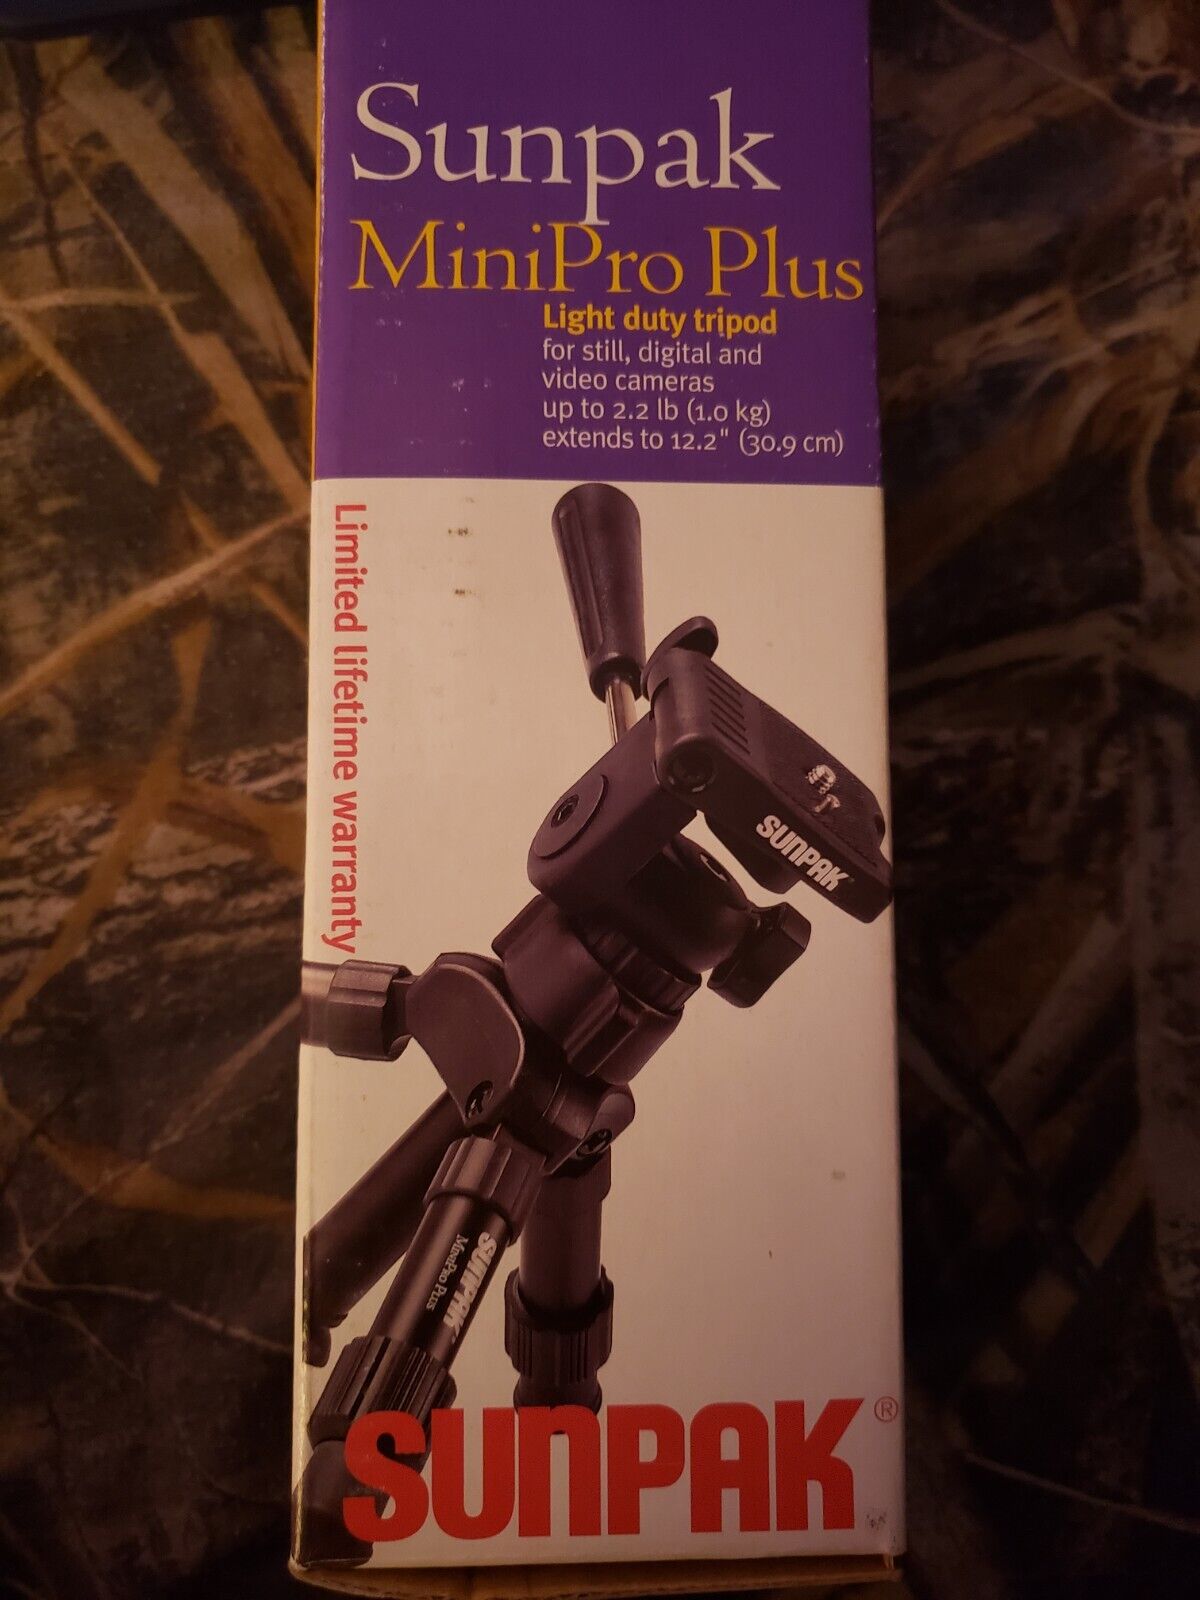 Sunpak
MiniPro Plus
Light duty tripod
for still, digital and
video cameras
up to 2.2 lb (1.0 kg)
extends to 12.2" (30.9 cm)
Limited lifetime warranty
SUNPAK
SUNPAK
MINIPRO PLUS
SUNPAK®